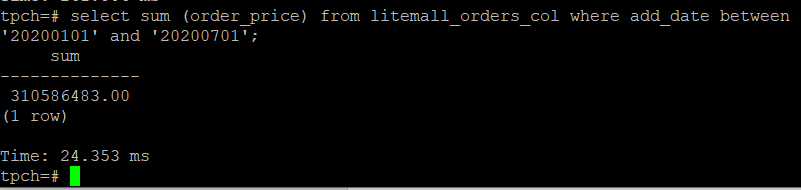 tpch=# select sum (order_price) from litemall_orders_col where add_date between
'20200101' and '20200701';
sum
--------------
310586483.00
(1 row)
Time: 24.353 ms
tpch=#